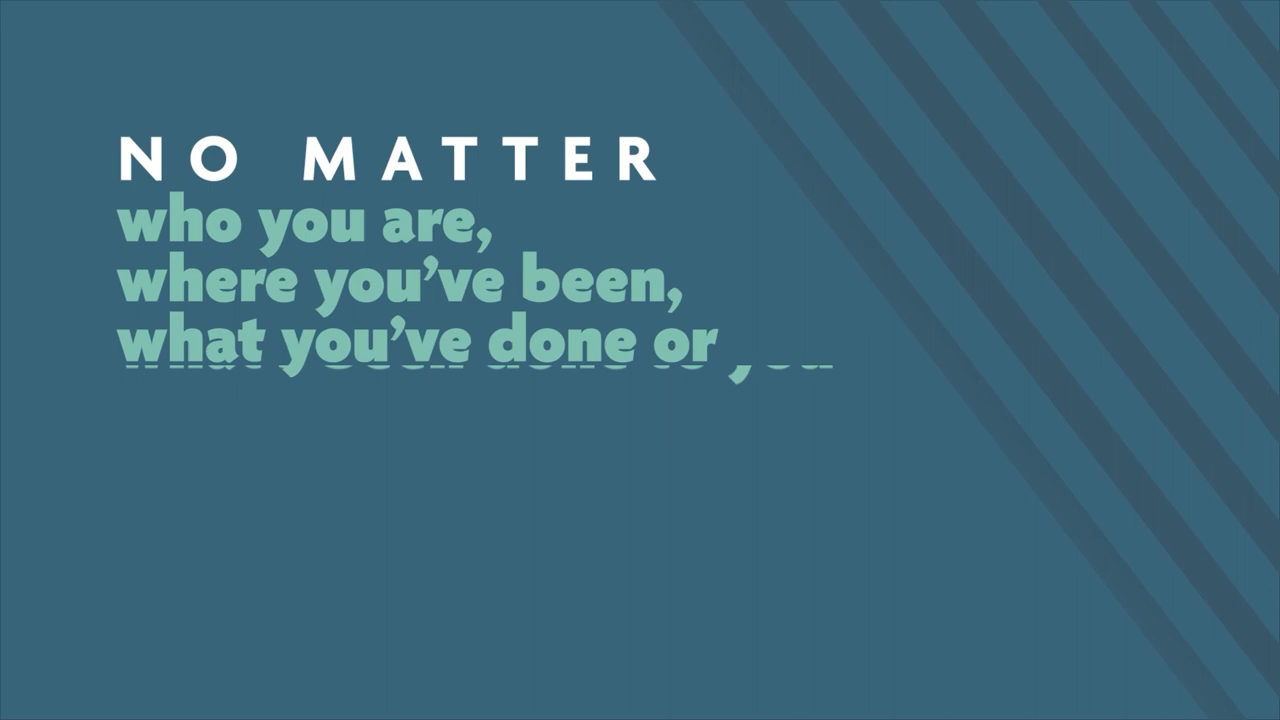 NO MATTER
who you are,
where you’ve been,
what you’ve done or